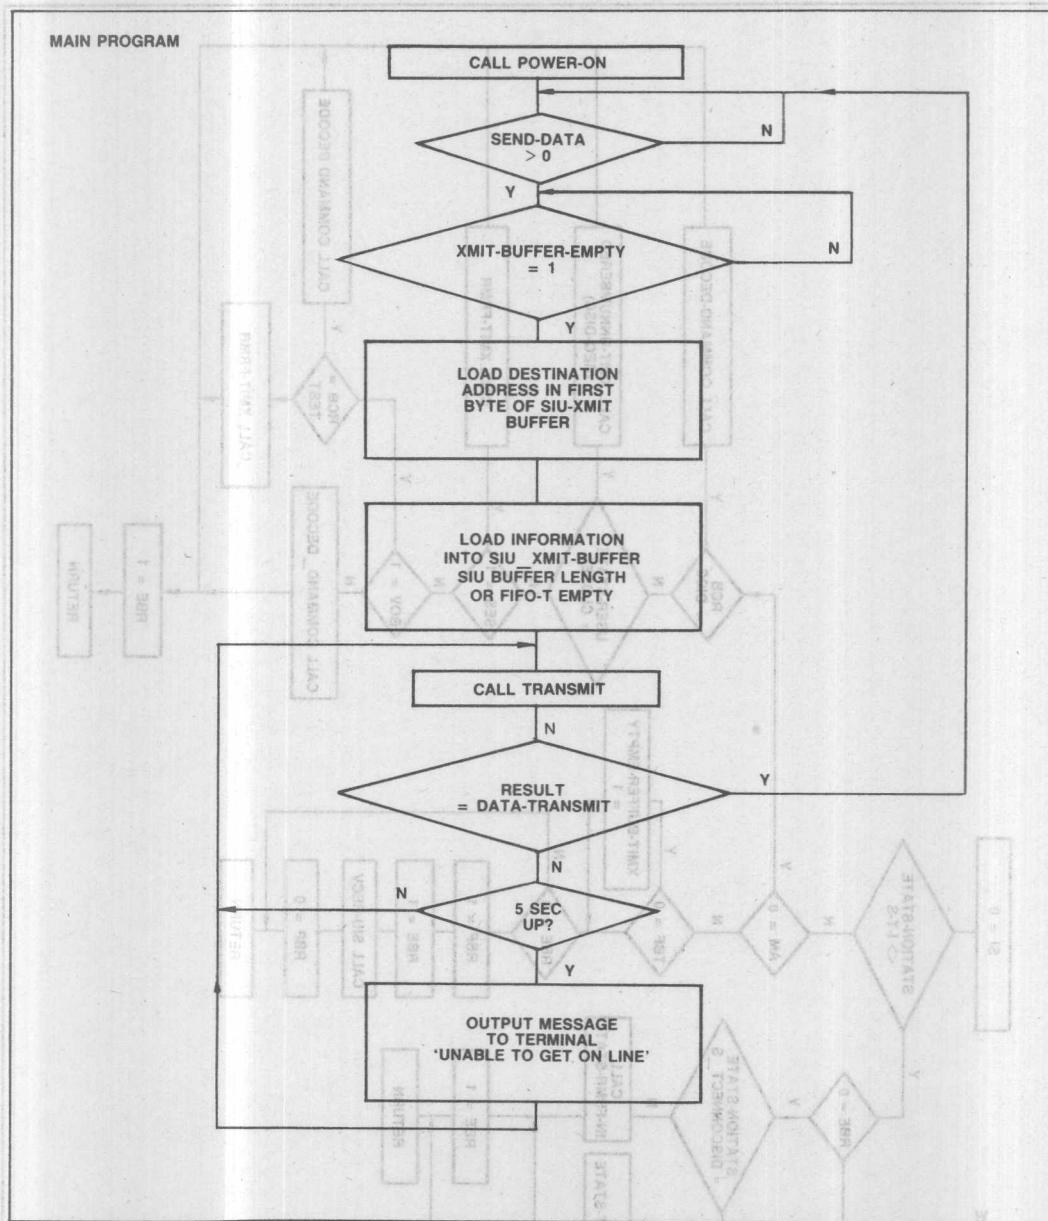 MAIN PROGRAM
CALL POWER-ON
N
SEND-DATA
> 0
Y
XMIT-BUFFER-EMPTY
= 1
N
Y
LOAD DESTINATION
ADDRESS IN FIRST
BYTE OF SIU-XMIT
BUFFER
LOAD INFORMATION
INTO SIU_XMIT-BUFFER
SIU BUFFER LENGTH
OR FIFO-T EMPTY
CALL TRANSMIT
N
RESULT
= DATA-TRANSMIT
Y
N
N
5 SEC
UP?
Y
OUTPUT MESSAGE
TO TERMINAL
'UNABLE TO GET ON LINE'